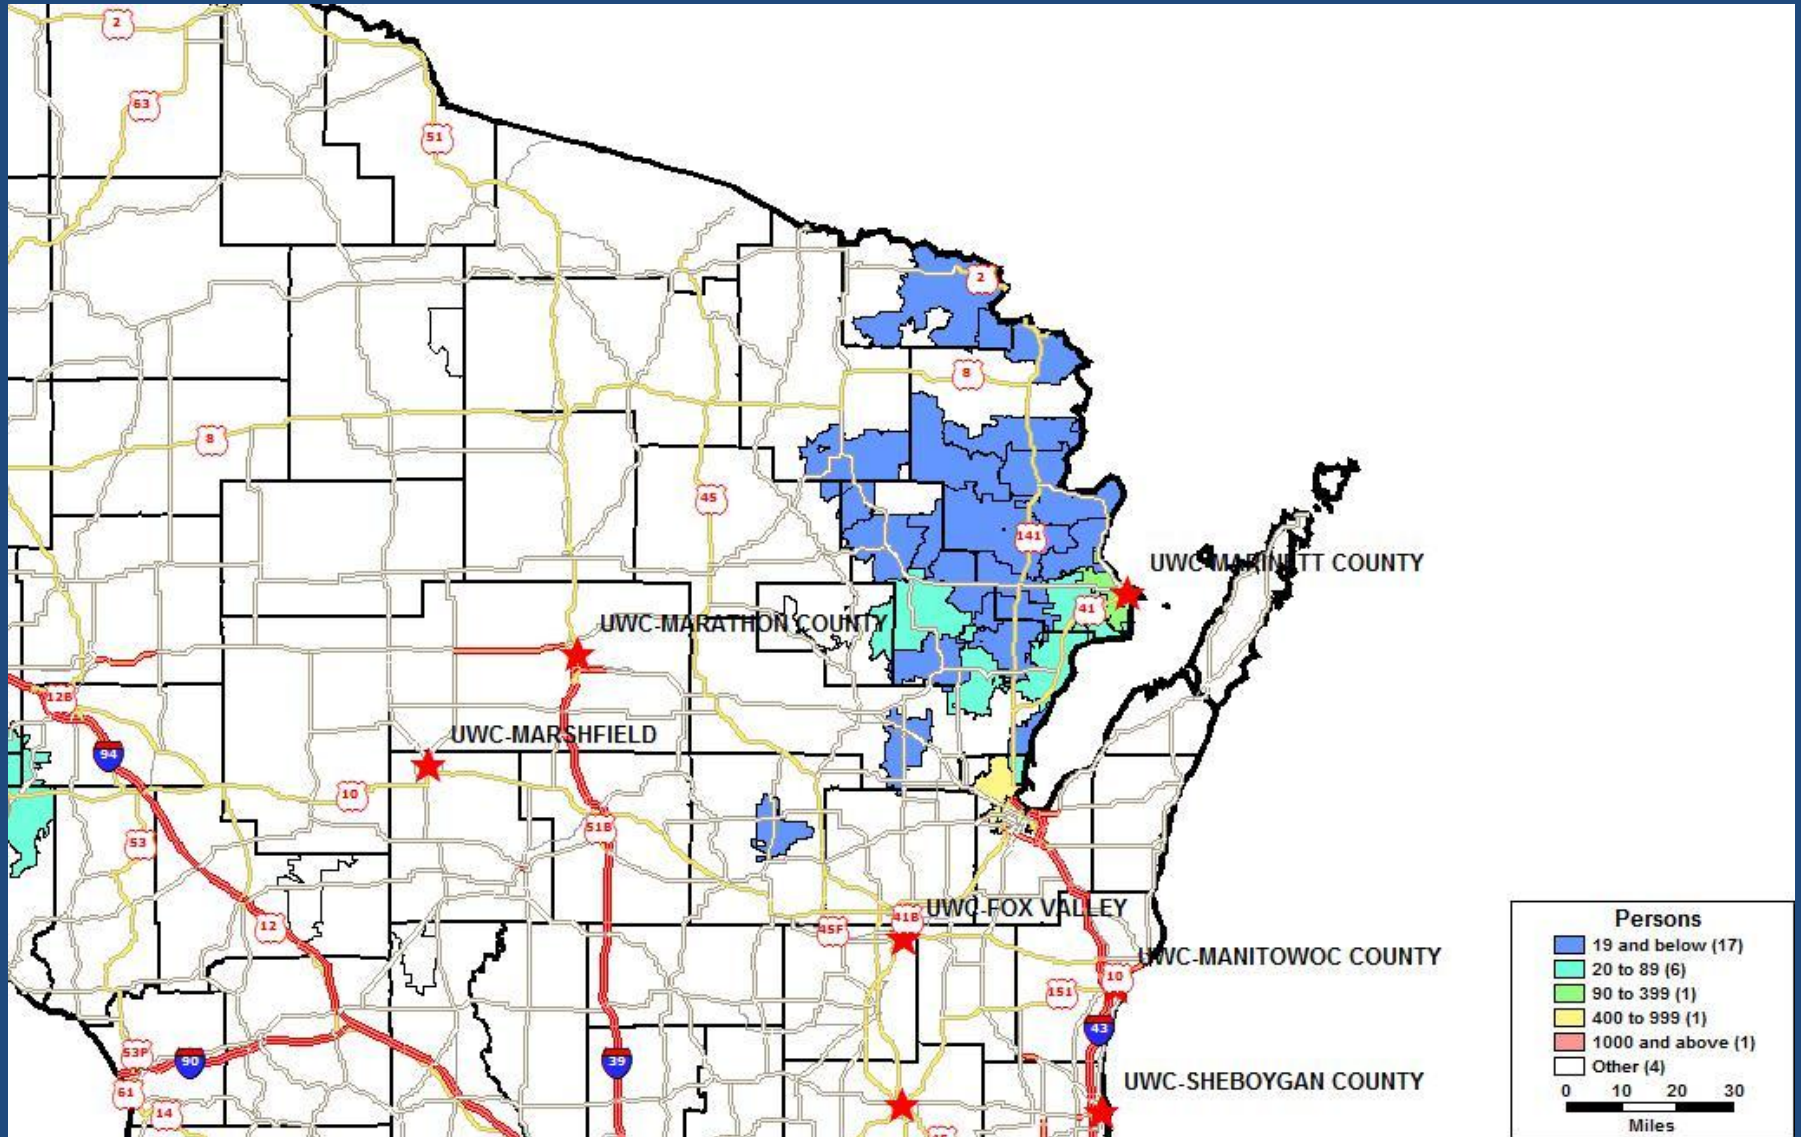 2
63
51
2
8
8
45
141
UWC-MARINETT COUNTY
41
UWC-MARATHON COUNTY
12B
UWC-MARSHFIELD
94
10
51B
53
UWC-FOX VALLEY
41B
45F
12
UWC-MANITOWOC COUNTY
10
151
43
53P
90
39
61
14
UWC-SHEBOYGAN COUNTY
Persons
19 and below (17)
20 to 89 (6)
90 to 399 (1)
400 to 999 (1)
1000 and above (1)
Other (4)
0 10 20 30
Miles